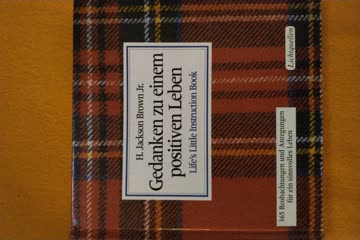 H. Jackson Brown Jr.
Gedanken zu einem
positiven Leben
Life's Little Instruction Book
365 Beobachtungen und Anregungen
für ein sinnvolles Leben
Lichtquellen